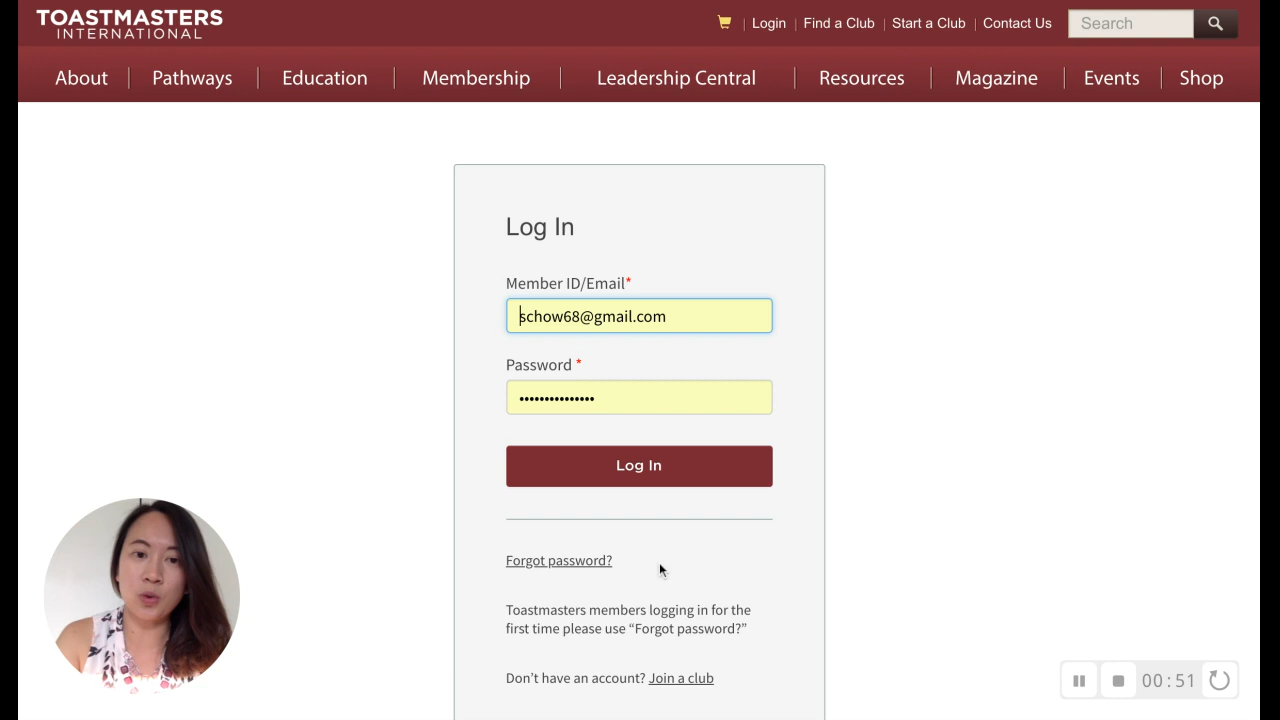 TOASTMASTERS
INTERNATIONAL
Login
Find a Club
Start a Club
Contact Us
Search
About
Pathways
Education
Membership
Leadership Central
Resources
Magazine
Events
Shop
Log In
Member ID/Email*
schow68@gmail.com
Password *
•••••••••••••••
Log In
Forgot password?
Toastmasters members logging in for the
first time please use “Forgot password?”
Don’t have an account? Join a club
00:51